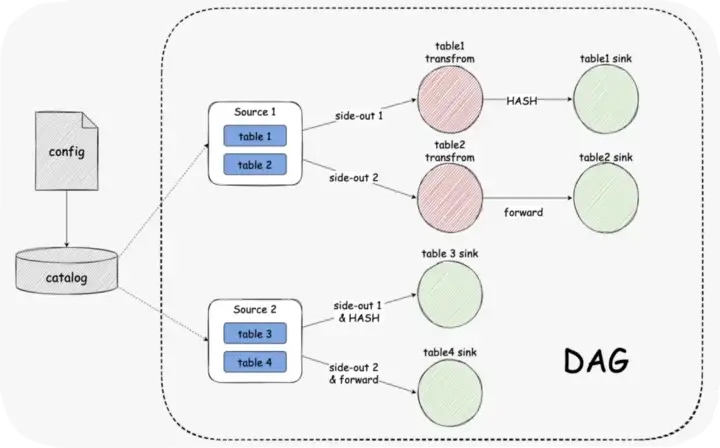 config
catalog
Source 1
table 1
table 2
side-out 1
side-out 2
table1
transfrom
HASH
table1 sink
table2
transfrom
forward
table2 sink
Source 2
table 3
table 4
side-out 1
& HASH
side-out 2
& forward
table 3 sink
table4 sink
DAG